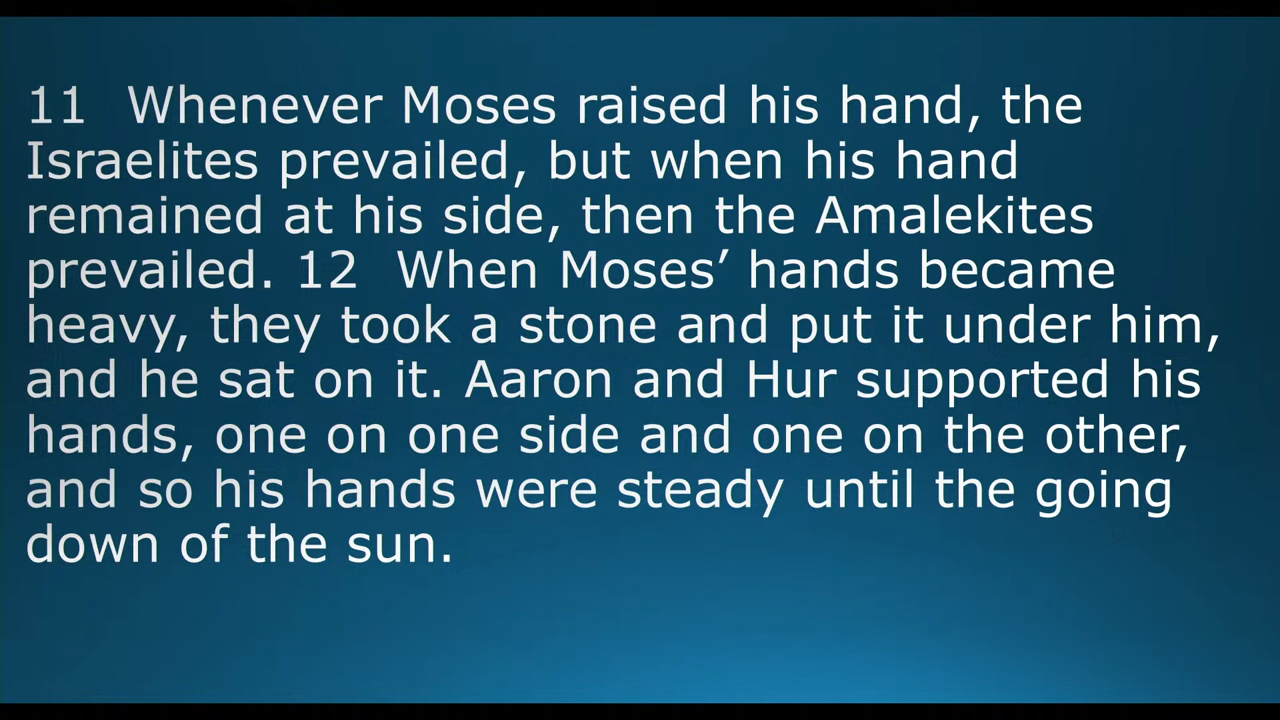 11  Whenever Moses raised his hand, the
Israelites prevailed, but when his hand
remained at his side, then the Amalekites
prevailed. 12  When Moses’ hands became
heavy, they took a stone and put it under him,
and he sat on it. Aaron and Hur supported his
hands, one on one side and one on the other,
and so his hands were steady until the going
down of the sun.